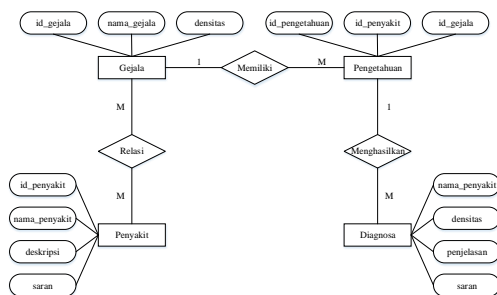 id_gejala
nama_gejala
densitas
id_pengetahuan
id_penyakit
id_gejala
Gejala
1
Memiliki
M
Pengetahuan
M
1
Relasi
Menghasilkan
id_penyakit
nama_penyakit
M
M
nama_penyakit
densitas
Penyakit
Diagnosa
deskripsi
penjelasan
saran
saran